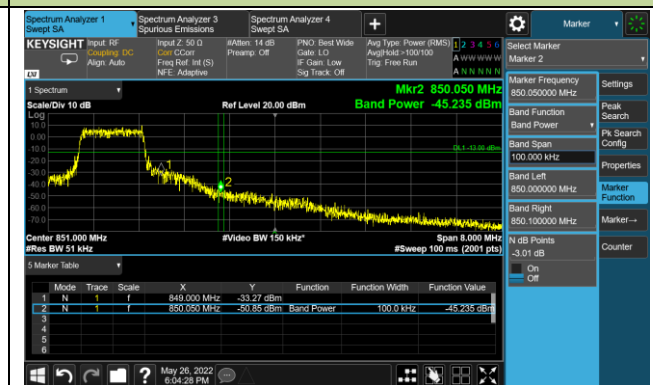 Spectrum Analyzer 1
Swept SA
Spectrum Analyzer 3
Spurious Emissions
Spectrum Analyzer 4
Swept SA
+
Marker
KEYSIGHT
Input: RF
Coupling: DC
Align: Auto
Input Z: 50 Ω
Corr CCorr
Freq Ref: Int (S)
NFE: Adaptive
#Atten: 14 dB
Preamp: Off
PNO: Best Wide
Gate: LO
IF Gain: Low
Sig Track: Off
Avg Type: Power (RMS)
Avg|Hold:>100/100
Trig: Free Run
1 2 3 4 5 6
A W W W W W
A N N N N N
LXI
Select Marker
Marker 2
1 Spectrum
Mkr2 850.050 MHz
Scale/Div 10 dB
Ref Level 20.00 dBm
Band Power -45.235 dBm
Log
10.0
0.00
-10.0
-20.0
-30.0
-40.0
-50.0
-60.0
-70.0
DL1 -13.00 dBm
1
2
Center 851.000 MHz
#Video BW 150 kHz*
Span 8.000 MHz
#Res BW 51 kHz
#Sweep 100 ms (2001 pts)
5 Marker Table
Mode Trace Scale X Y Function Function Width Function Value
1 N 1 f 849.000 MHz -33.27 dBm
2 N 1 f 850.050 MHz -50.85 dBm Band Power 100.0 kHz -45.235 dBm
3
4
5
6
Marker Frequency
850.050000 MHz
Band Function
Band Power
Band Span
100.000 kHz
Band Left
850.000000 MHz
Band Right
850.100000 MHz
N dB Points
-3.01 dB
On
Off
Settings
Peak
Search
Pk Search
Config
Properties
Marker
Function
Marker→
Counter
?
May 26, 2022
6:04:28 PM